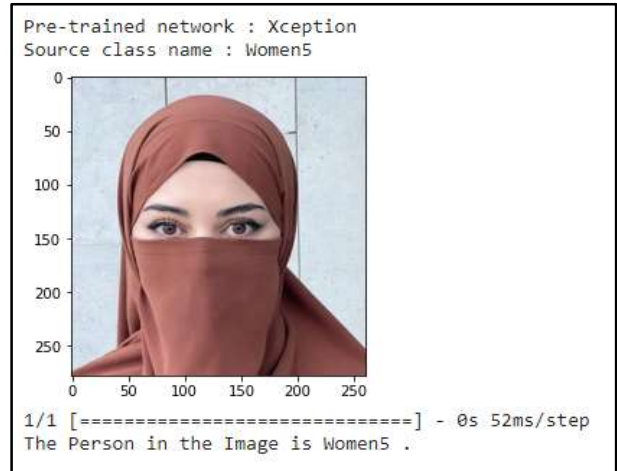 Pre-trained network : Xception
Source class name : Women5
0
50
100
150
200
250
0 50 100 150 200 250
1/1 [==============================] - 0s 52ms/step
The Person in the Image is Women5 .